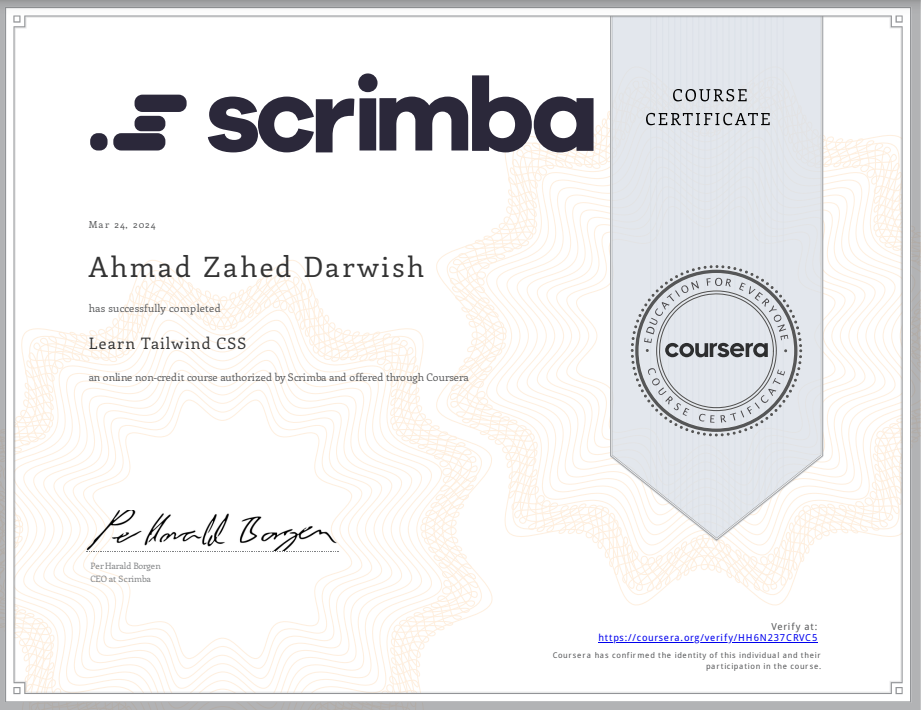 scrimba
COURSE
CERTIFICATE
Mar 24, 2024
Ahmad Zahed Darwish
has successfully completed
Learn Tailwind CSS
an online non-credit course authorized by Scrimba and offered through Coursera
EDUCATION FOR EVERYONE
coursera
COURSE CERTIFICATE
Per Harald Borgen
Per Harald Borgen
CEO at Scrimba
Verify at:
https://coursera.org/verify/HH6N237CRVC5
Coursera has confirmed the identity of this individual and their
participation in the course.